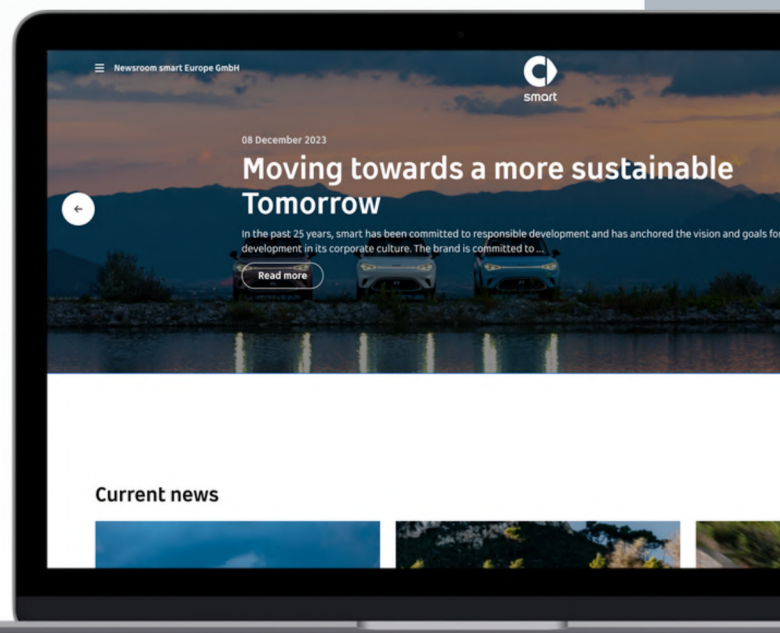 Newsroom smart Europe GmbH
smart
08 December 2023
Moving towards a more sustainable
Tomorrow
In the past 25 years, smart has been committed to responsible development and has anchored the vision and goals for
development in its corporate culture. The brand is committed to ...
Read more
Current news